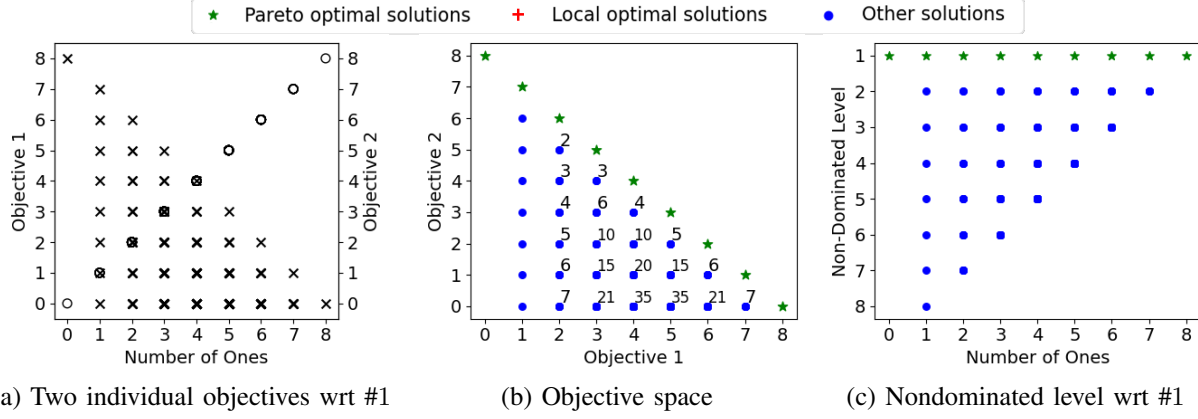 Pareto optimal solutions Local optimal solutions Other solutions
8 8
7 7
6 6
5 5
4 4
3 3
2 2
1 1
0 0
Objective 1
Objective 2
0 1 2 3 4 5 6 7 8
Number of Ones
8
7
6
5 2
4 3 3
3 4 6 4
2 5 10 10 5
1 6 15 20 15 6
0 7 21 35 35 21 7
Objective 2
0 1 2 3 4 5 6 7 8
Objective 1
1
2
3
4
5
6
7
8
Non-Dominated Level
0 1 2 3 4 5 6 7 8
Number of Ones
a) Two individual objectives wrt #1
(b) Objective space
(c) Nondominated level wrt #1